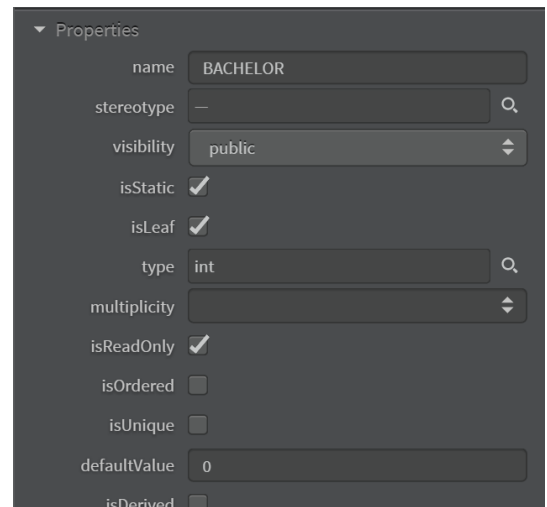 Properties
name BACHELOR
stereotype —
visibility public
isStatic
isLeaf
type int
multiplicity
isReadOnly
isOrdered
isUnique
defaultValue 0
isDerived